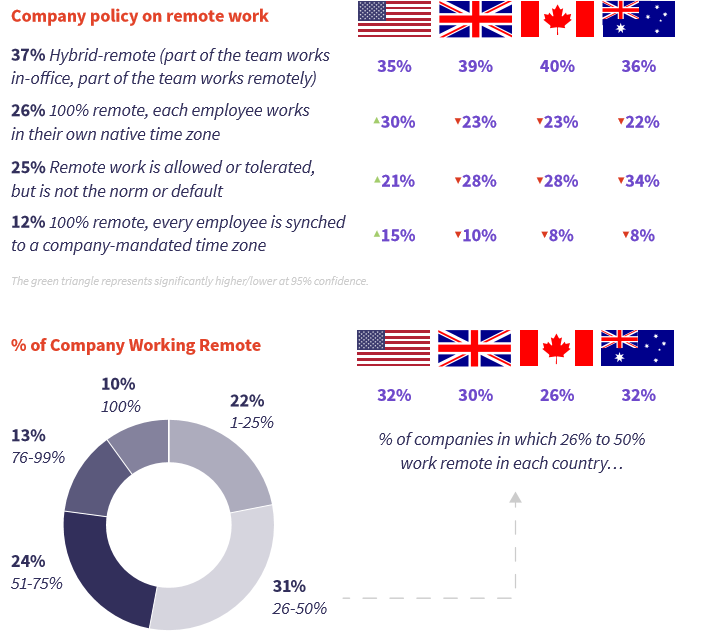 Company policy on remote work
37% Hybrid-remote (part of the team works
in-office, part of the team works remotely)
35% 39% 40% 36%
26% 100% remote, each employee works
in their own native time zone
▲30% ▼23% ▼23% ▼22%
25% Remote work is allowed or tolerated,
but is not the norm or default
▲21% ▼28% ▼28% ▼34%
12% 100% remote, every employee is synched
to a company-mandated time zone
▲15% ▼10% ▼8% ▼8%
The green triangle represents significantly higher/lower at 95% confidence.
% of Company Working Remote
32% 30% 26% 32%
% of companies in which 26% to 50%
work remote in each country…
10%
100%
22%
1-25%
13%
76-99%
24%
51-75%
31%
26-50%